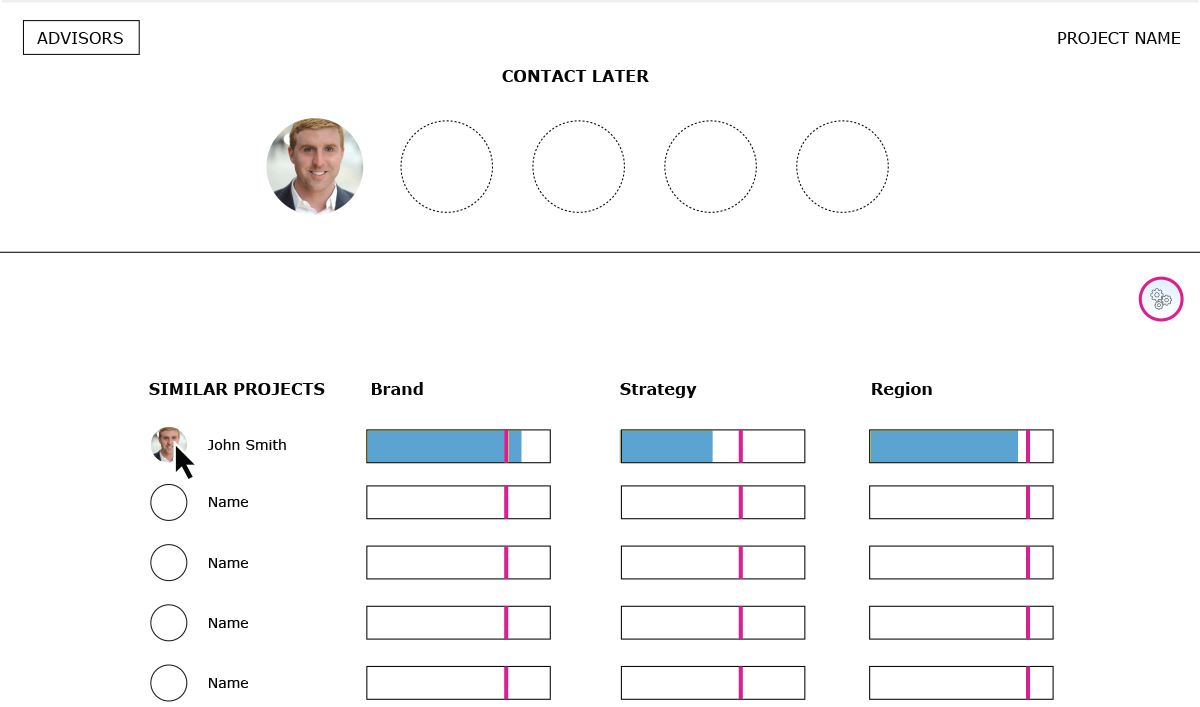 ADVISORS
PROJECT NAME
CONTACT LATER
SIMILAR PROJECTS Brand Strategy Region
John Smith
Name
Name
Name
Name